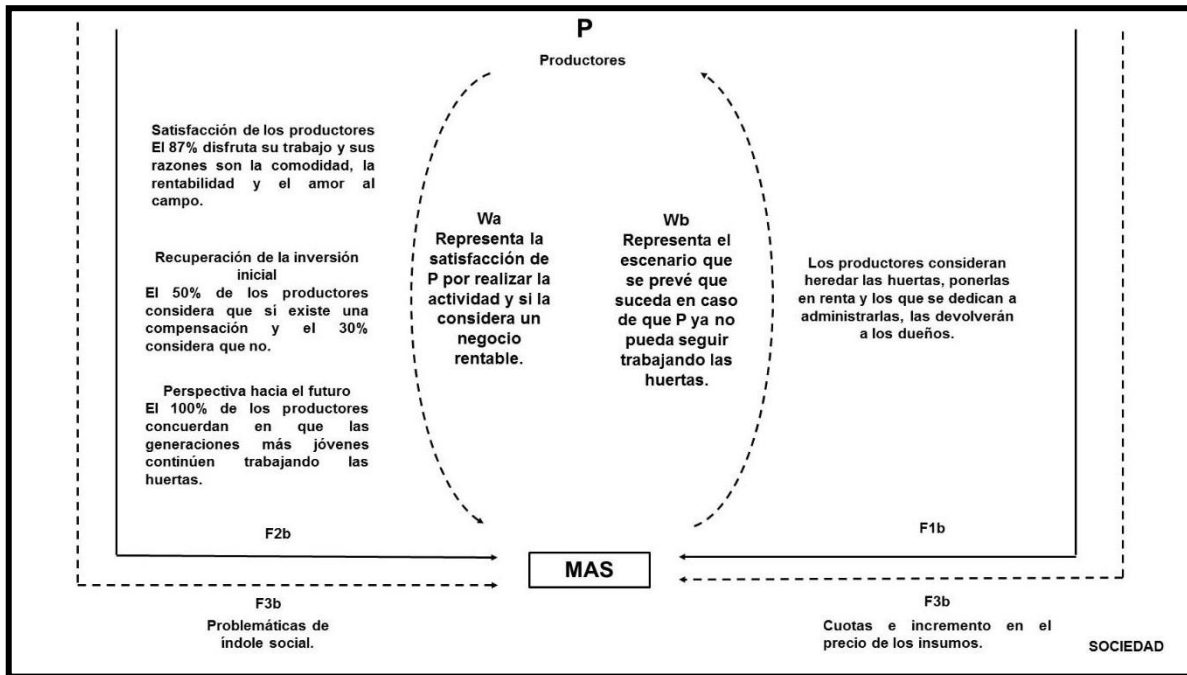 P
Productores
Satisfacción de los productores
El 87% disfruta su trabajo y sus
razones son la comodidad, la
rentabilidad y el amor al
campo.
Recuperación de la inversión
inicial
El 50% de los productores
considera que sí existe una
compensación y el 30%
considera que no.
Perspectiva hacia el futuro
El 100% de los productores
concuerdan en que las
generaciones más jóvenes
continúen trabajando las
huertas.
Wa
Representa la
satisfacción de
P por realizar la
actividad y si la
considera un
negocio
rentable.
Wb
Representa el
escenario que
se prevé que
suceda en caso
de que P ya no
pueda seguir
trabajando las
huertas.
Los productores consideran
heredar las huertas, ponerlas
en renta y los que se dedican a
administrarlas, las devolverán
a los dueños.
F2b
F1b
MAS
F3b
Problemáticas de
índole social.
F3b
Cuotas e incremento en el
precio de los insumos.
SOCIEDAD